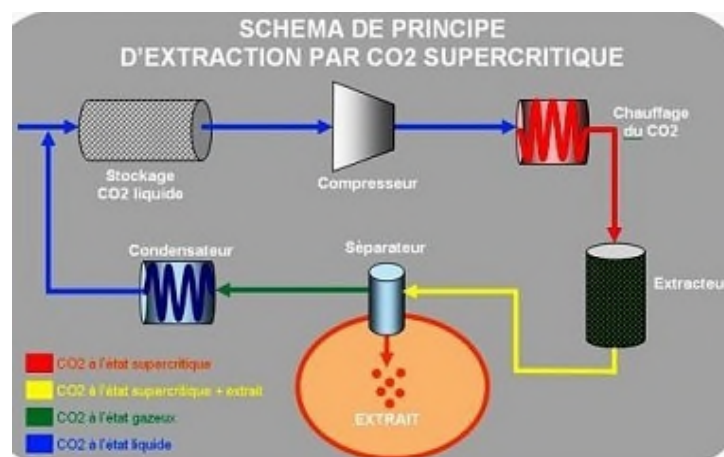 SCHEMA DE PRINCIPE
D'EXTRACTION PAR CO2 SUPERCRITIQUE
Stockage
CO2 liquide
Compresseur
Chauffage
du CO2
Condensateur
Séparateur
Extracteur
EXTRAIT
CO2 à l'état supercritique
CO2 à l'état supercritique + extrait
CO2 à l'état gazeux
CO2 à l'état liquide